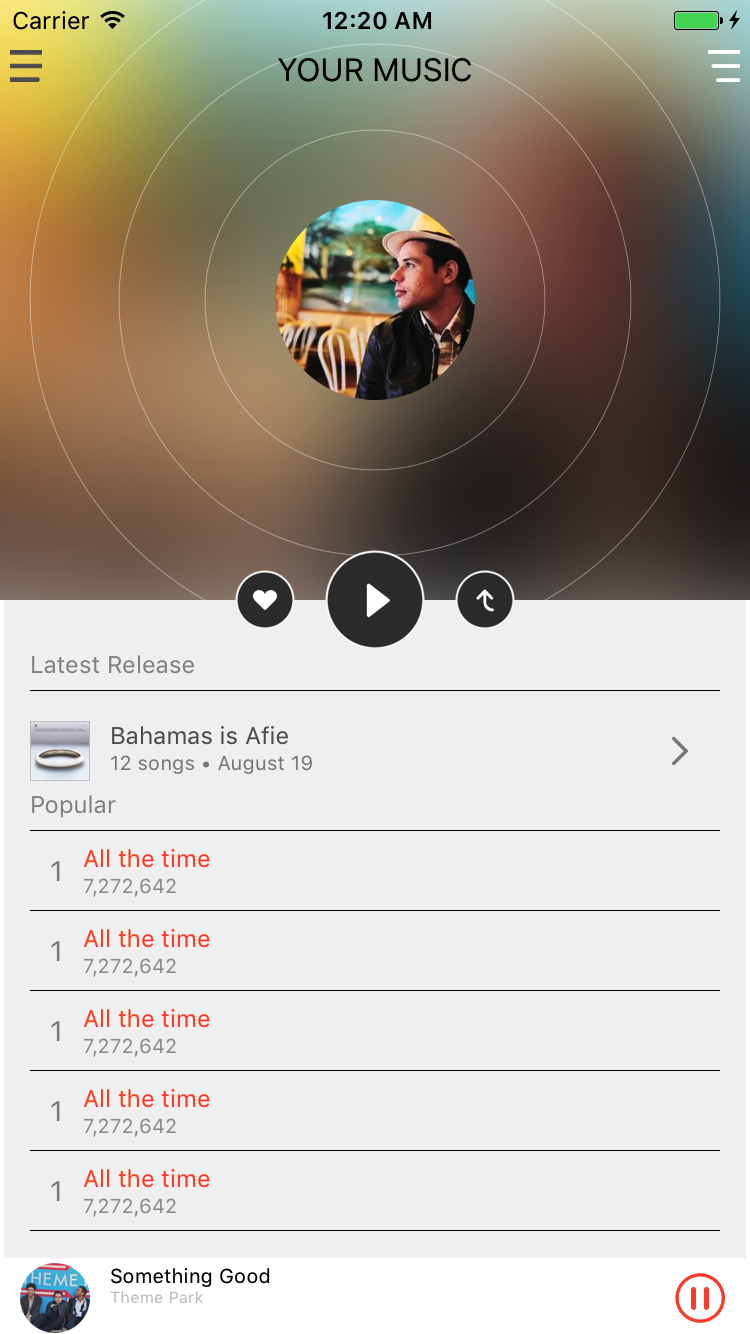 Carrier 12:20 AM
YOUR MUSIC
Latest Release
Bahamas is Afie
12 songs • August 19
Popular
1 All the time
7,272,642
1 All the time
7,272,642
1 All the time
7,272,642
1 All the time
7,272,642
1 All the time
7,272,642
HEME
Something Good
Theme Park